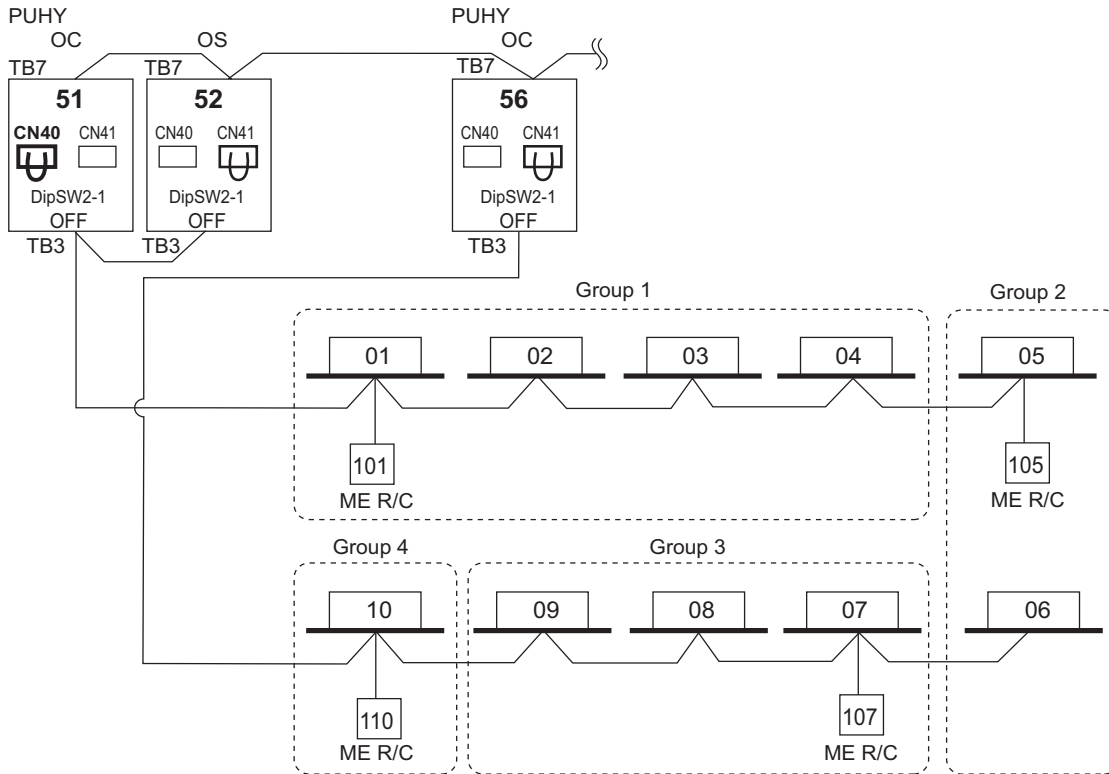 PUHY
PUHY
OC
OS
OC
TB7
TB7
TB7
51
52
56
CN40
CN41
CN40
CN41
CN40
CN41
DipSW2-1
DipSW2-1
DipSW2-1
OFF
OFF
OFF
TB3
TB3
TB3
Group 1
Group 2
01
02
03
04
05
101
105
ME R/C
ME R/C
Group 4
Group 3
10
09
08
07
06
110
107
ME R/C
ME R/C